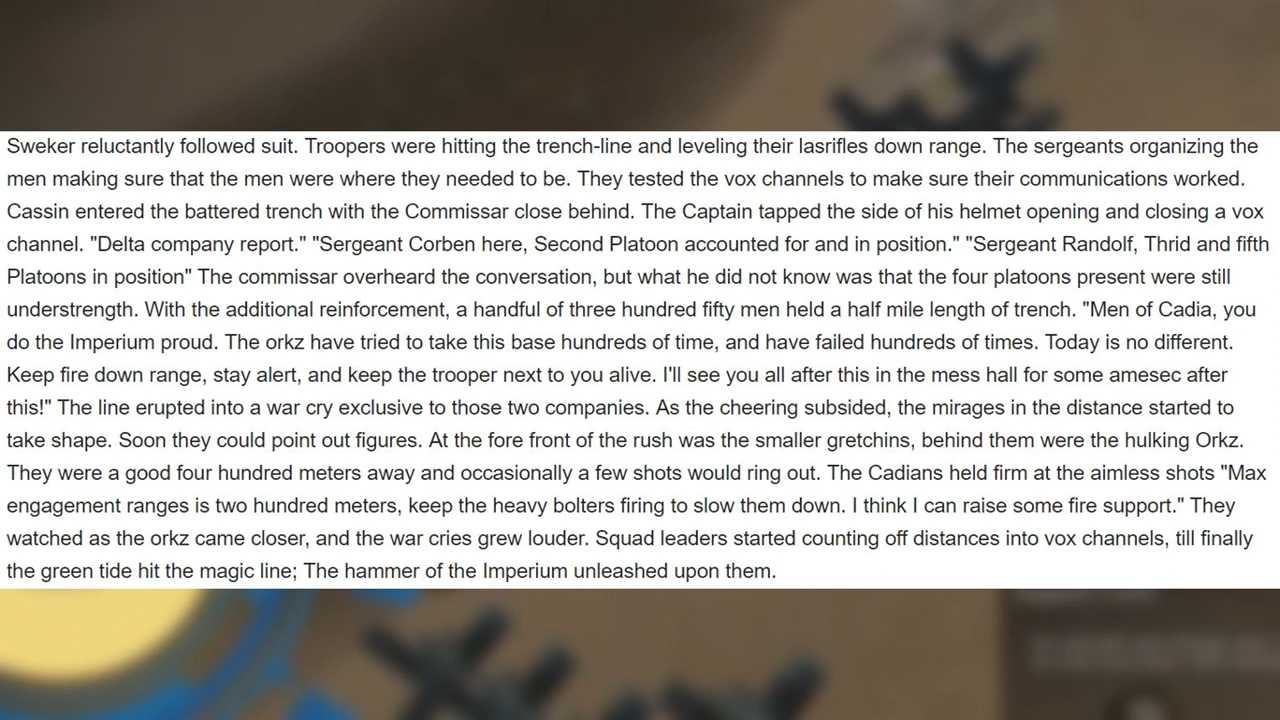 Sweker reluctantly followed suit. Troopers were hitting the trench-line and leveling their lasrifles down range. The sergeants organizing the
men making sure that the men were where they needed to be. They tested the vox channels to make sure their communications worked.
Cassin entered the battered trench with the Commissar close behind. The Captain tapped the side of his helmet opening and closing a vox
channel. "Delta company report." "Sergeant Corben here, Second Platoon accounted for and in position." "Sergeant Randolf, Thrid and fifth
Platoons in position" The commissar overheard the conversation, but what he did not know was that the four platoons present were still
understrength. With the additional reinforcement, a handful of three hundred fifty men held a half mile length of trench. "Men of Cadia, you
do the Imperium proud. The orkz have tried to take this base hundreds of time, and have failed hundreds of times. Today is no different.
Keep fire down range, stay alert, and keep the trooper next to you alive. I'll see you all after this in the mess hall for some amesec after
this!" The line erupted into a war cry exclusive to those two companies. As the cheering subsided, the mirages in the distance started to
take shape. Soon they could point out figures. At the fore front of the rush was the smaller gretchins, behind them were the hulking Orkz.
They were a good four hundred meters away and occasionally a few shots would ring out. The Cadians held firm at the aimless shots "Max
engagement ranges is two hundred meters, keep the heavy bolters firing to slow them down. I think I can raise some fire support." They
watched as the orkz came closer, and the war cries grew louder. Squad leaders started counting off distances into vox channels, till finally
the green tide hit the magic line; The hammer of the Imperium unleashed upon them.